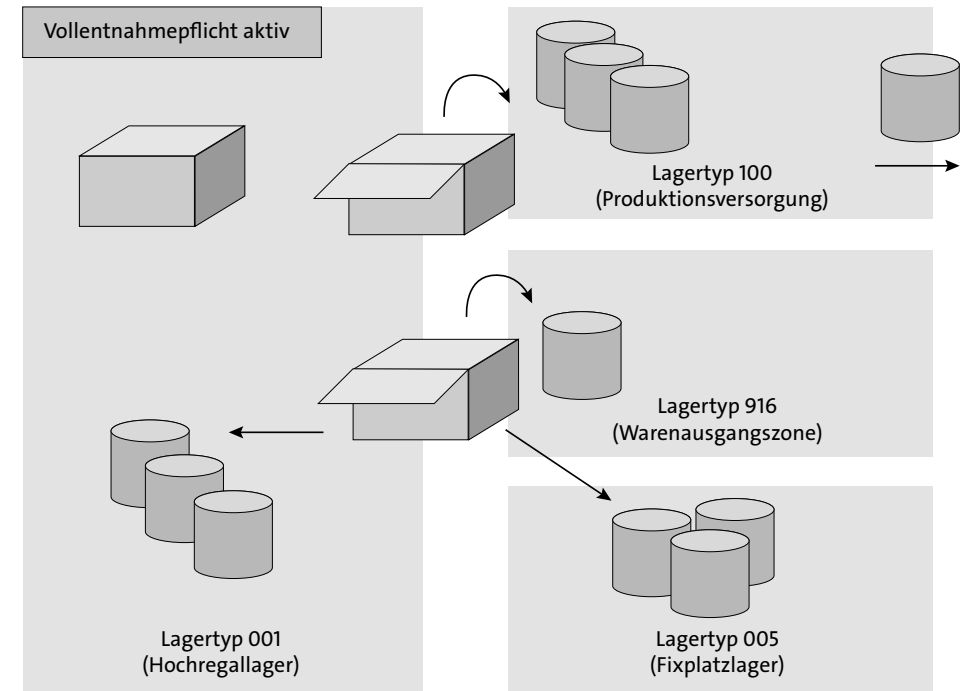 Vollentnahmepflicht aktiv
Lagertyp 100
(Produktionsversorgung)
Lagertyp 916
(Warenausgangszone)
Lagertyp 001
(Hochregallager)
Lagertyp 005
(Fixplatzlager)